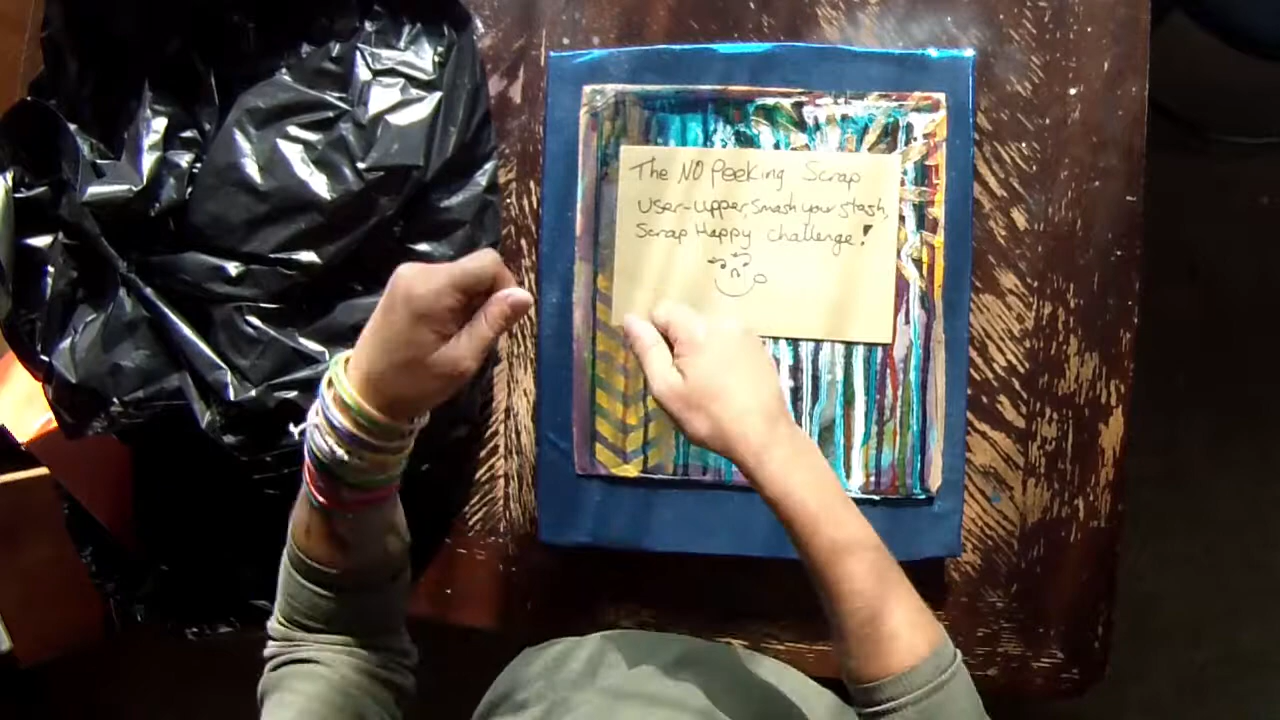 The NO Peeking Scrap
User-Upper, Smash your stash,
Scrap Happy challenge!